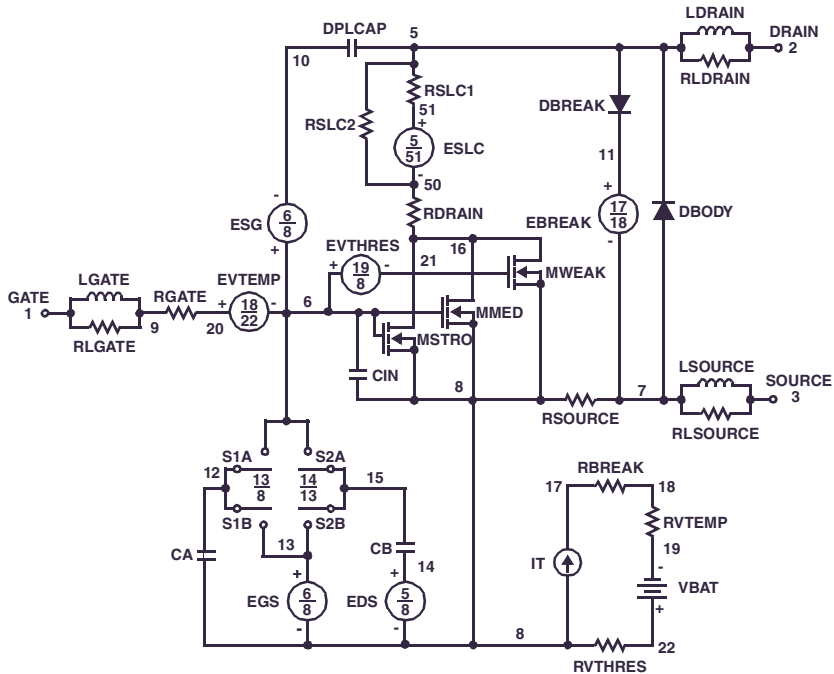 LDRAIN
DPLCAP
5
DRAIN
2
10
RLDRAIN
RSLC1
51
+
RSLC2
5
51
ESLC
DBREAK
-
50
11
-
6
8
ESG
+
RDRAIN
+
17
18
EBREAK
-
DBODY
EVTHRES
16
+
19
8
-
21
MWEAK
LGATE
EVTEMP
GATE
1
RGATE
+
18
22
-
6
MMED
9
20
RLGATE
MSTRO
CIN
LSOURCE
8
7
SOURCE
3
RSOURCE
RLSOURCE
S1A
S2A
12
13
8
14
13
15
RBREAK
17
18
S1B
S2B
RVTEMP
13
CB
19
CA
14
IT
-
VBAT
+
+
+
EGS
6
8
EDS
5
8
-
-
8
22
RVTHRES